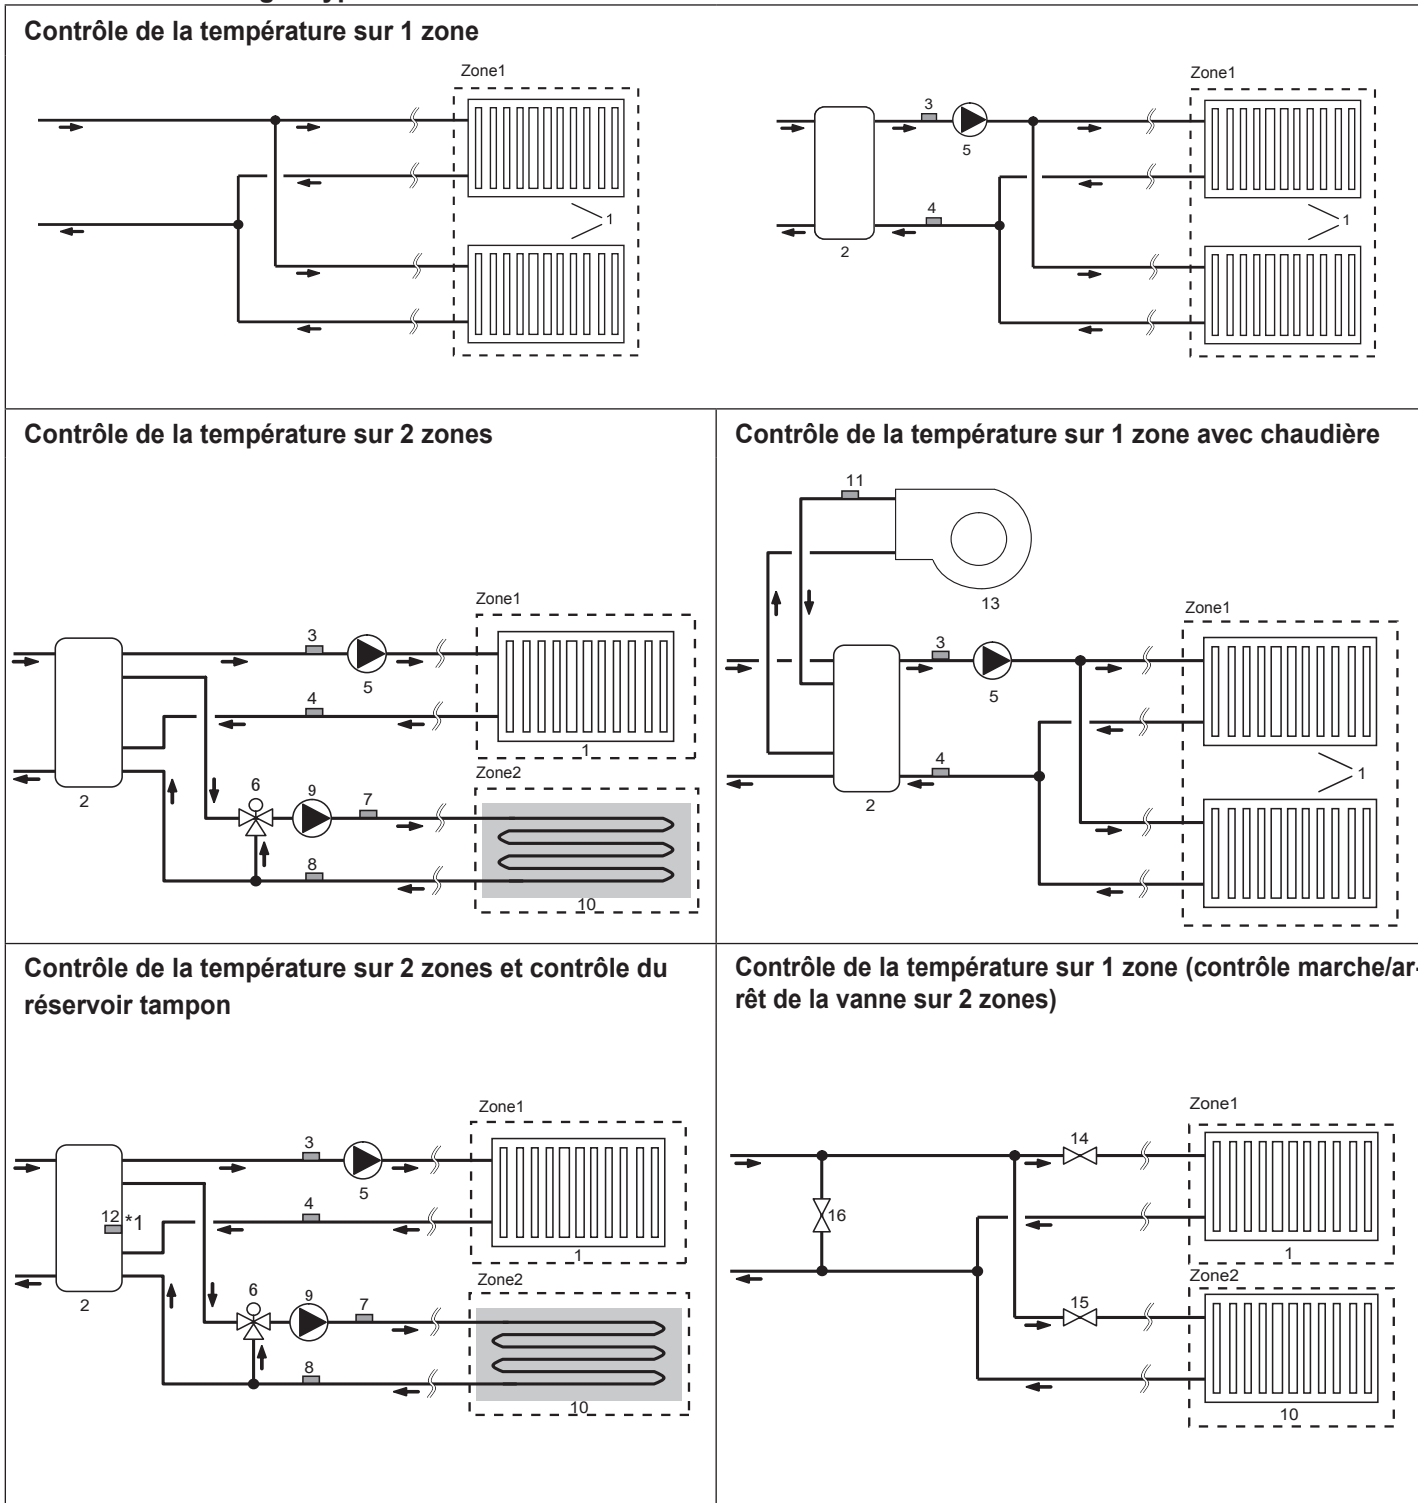 Contrôle de la température sur 1 zone
Zone1
1
Zone1
3
5
4
2
1
Contrôle de la température sur 2 zones
Zone1
3
5
4
1
Zone2
2
6
9
7
8
10
Contrôle de la température sur 1 zone avec chaudière
11
13
Zone1
3
5
4
2
1
Contrôle de la température sur 2 zones et contrôle du
réservoir tampon
Zone1
3
5
4
12 *1
1
Zone2
2
6
9
7
8
10
Contrôle de la température sur 1 zone (contrôle marche/ar-
rêt de la vanne sur 2 zones)
Zone1
14
16
1
Zone2
15
10